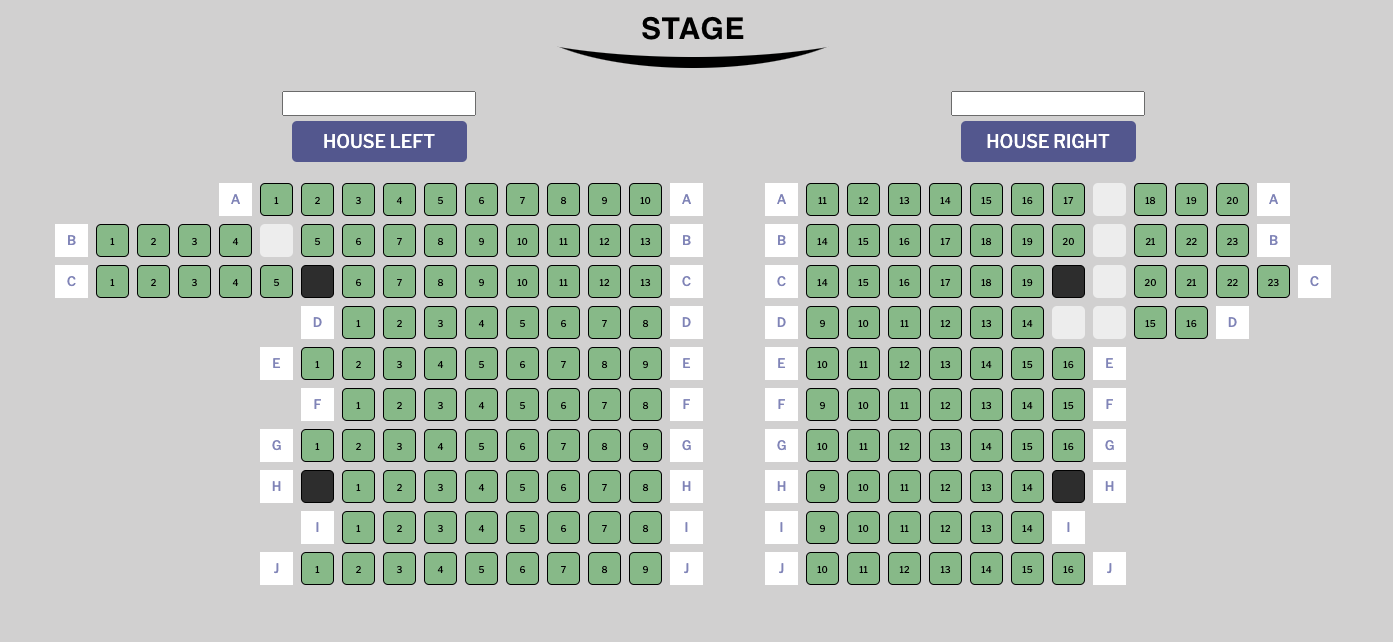 STAGE
HOUSE LEFT HOUSE RIGHT
A 1 2 3 4 5 6 7 8 9 10 A A 11 12 13 14 15 16 17 18 19 20 A
B 1 2 3 4 5 6 7 8 9 10 11 12 13 B B 14 15 16 17 18 19 20 21 22 23 B
C 1 2 3 4 5 6 7 8 9 10 11 12 13 C C 14 15 16 17 18 19 20 21 22 23 C
D 1 2 3 4 5 6 7 8 D D 9 10 11 12 13 14 15 16 D
E 1 2 3 4 5 6 7 8 9 E E 10 11 12 13 14 15 16 E
F 1 2 3 4 5 6 7 8 F F 9 10 11 12 13 14 15 F
G 1 2 3 4 5 6 7 8 9 G G 10 11 12 13 14 15 16 G
H 1 2 3 4 5 6 7 8 H H 9 10 11 12 13 14 H
I 1 2 3 4 5 6 7 8 I I 9 10 11 12 13 14 I
J 1 2 3 4 5 6 7 8 9 J J 10 11 12 13 14 15 16 J